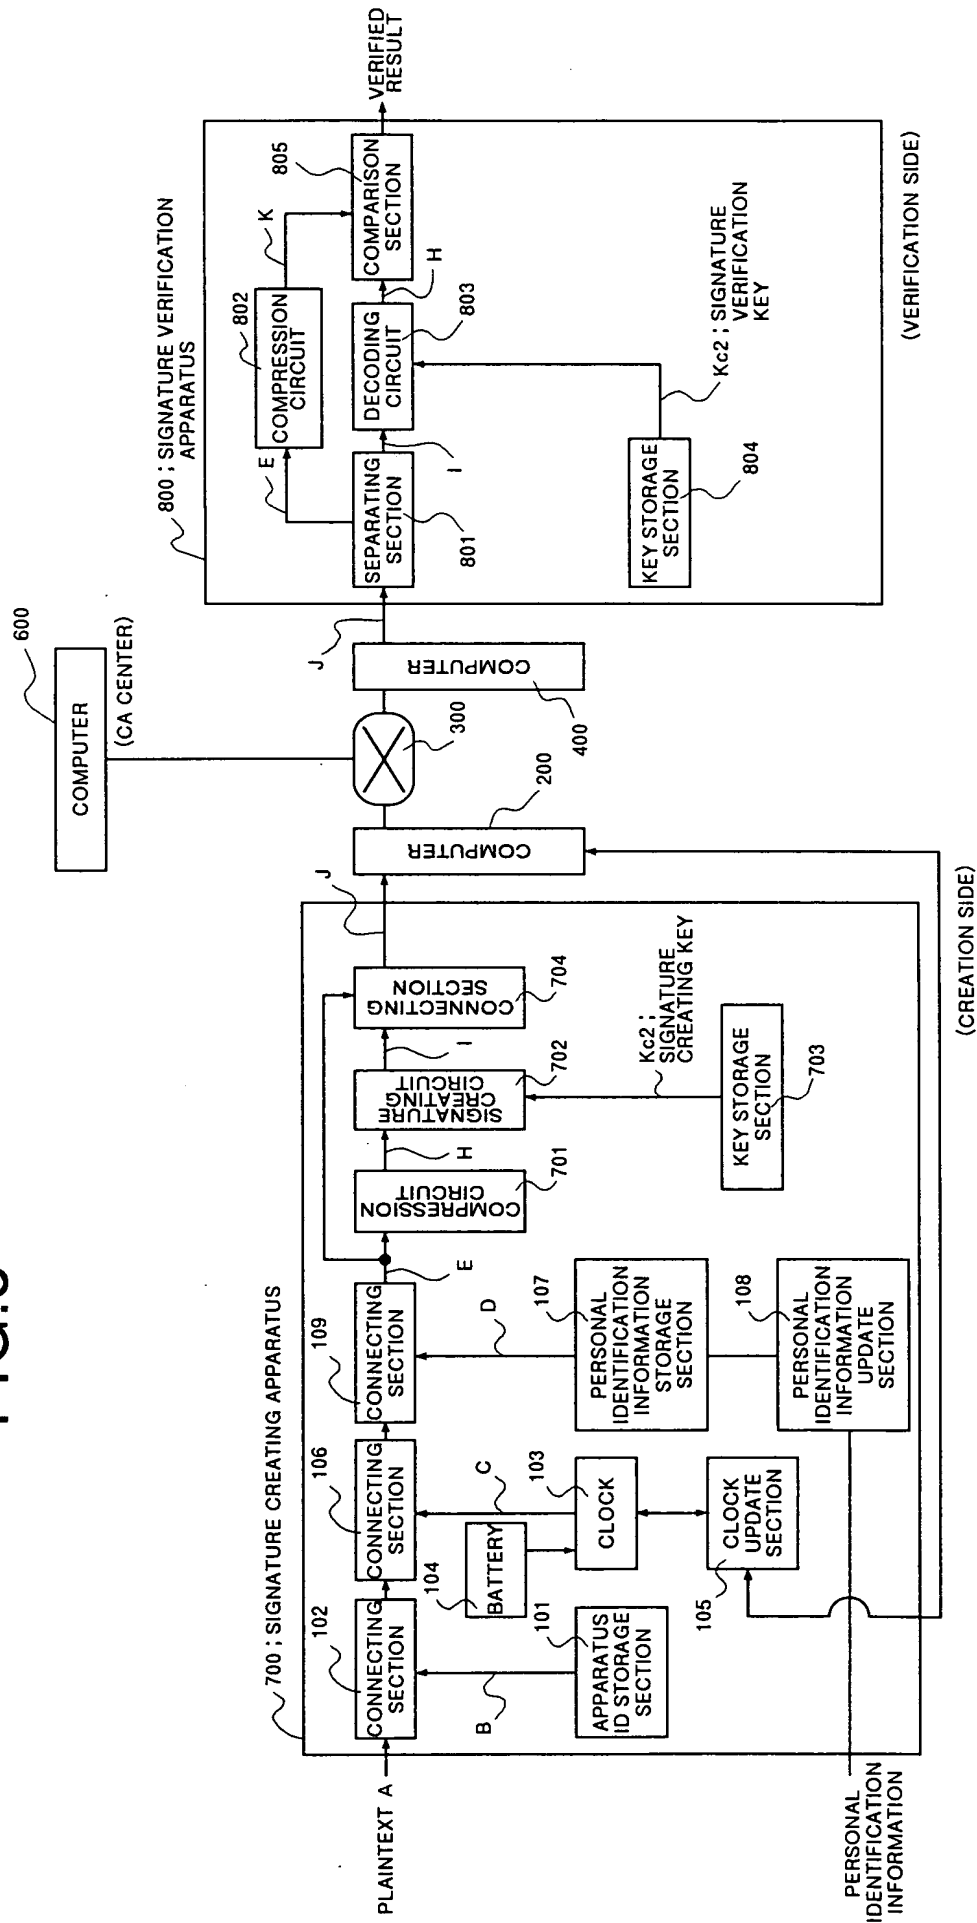 700 ; SIGNATURE CREATING APPARATUS
PLAINTEXT A
102
CONNECTING
SECTION
106
CONNECTING
SECTION
109
CONNECTING
SECTION
E
COMPRESSION
CIRCUIT
701
H
SIGNATURE
CREATING
CIRCUIT
702
I
CONNECTING
SECTION
704
J
B
101
APPARATUS
ID STORAGE
SECTION
104
BATTERY
C
103
CLOCK
105
CLOCK
UPDATE
SECTION
D
107
PERSONAL
IDENTIFICATION
INFORMATION
STORAGE
SECTION
108
PERSONAL
IDENTIFICATION
INFORMATION
UPDATE
SECTION
PERSONAL
IDENTIFICATION
INFORMATION
Kc2 ;
SIGNATURE
CREATING KEY
KEY STORAGE
SECTION
703
(CREATION SIDE)
COMPUTER
200
300
COMPUTER
(CA CENTER)
600
COMPUTER
400
J
800 ; SIGNATURE VERIFICATION
APPARATUS
SEPARATING
SECTION
801
E
802
COMPRESSION
CIRCUIT
K
I
DECODING
CIRCUIT
803
H
805
COMPARISON
SECTION
VERIFIED
RESULT
KEY STORAGE
SECTION
804
Kc2 ; SIGNATURE
VERIFICATION
KEY
(VERIFICATION SIDE)